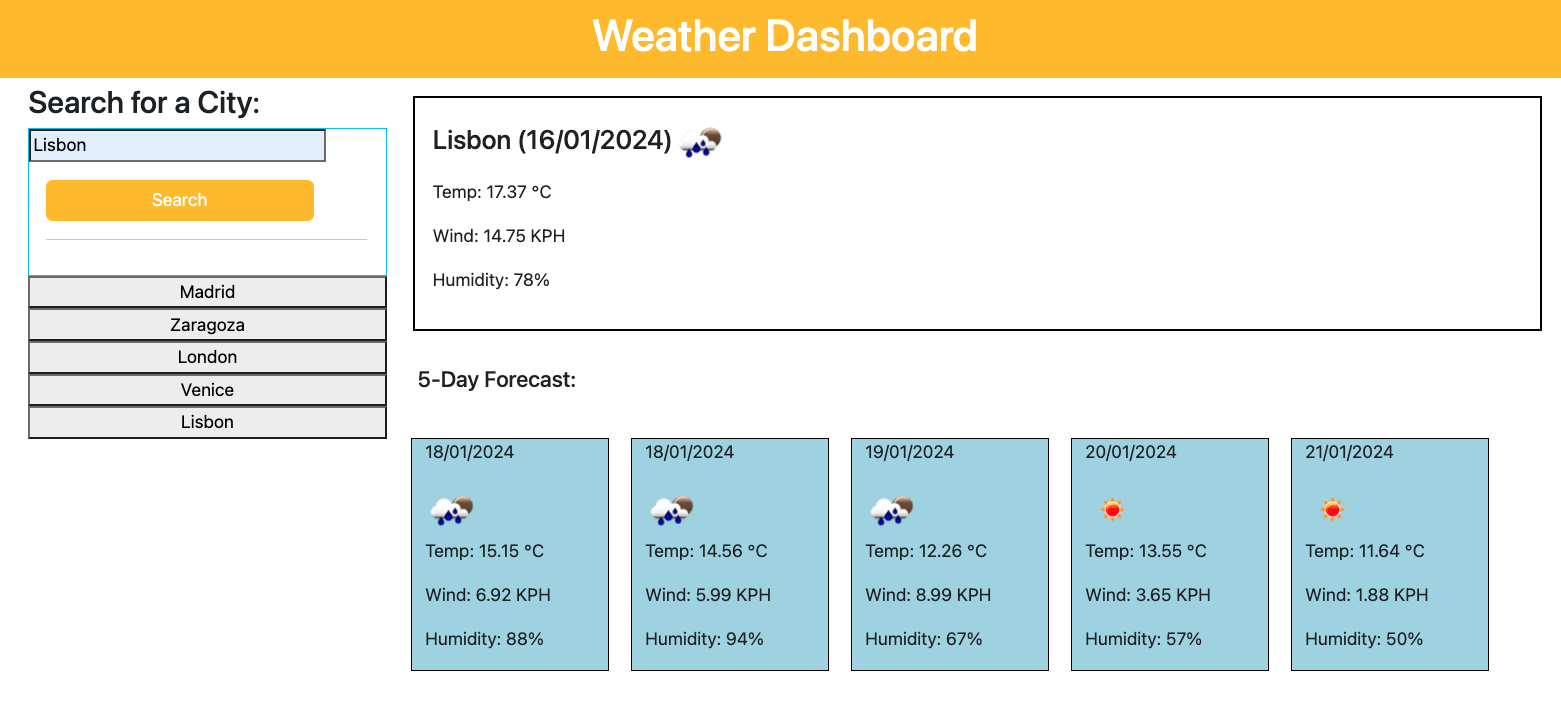 Weather Dashboard
Search for a City:
Lisbon
Search
Madrid
Zaragoza
London
Venice
Lisbon
Lisbon (16/01/2024)
Temp: 17.37 °C
Wind: 14.75 KPH
Humidity: 78%
5-Day Forecast:
18/01/2024
Temp: 15.15 °C
Wind: 6.92 KPH
Humidity: 88%
18/01/2024
Temp: 14.56 °C
Wind: 5.99 KPH
Humidity: 94%
19/01/2024
Temp: 12.26 °C
Wind: 8.99 KPH
Humidity: 67%
20/01/2024
Temp: 13.55 °C
Wind: 3.65 KPH
Humidity: 57%
21/01/2024
Temp: 11.64 °C
Wind: 1.88 KPH
Humidity: 50%